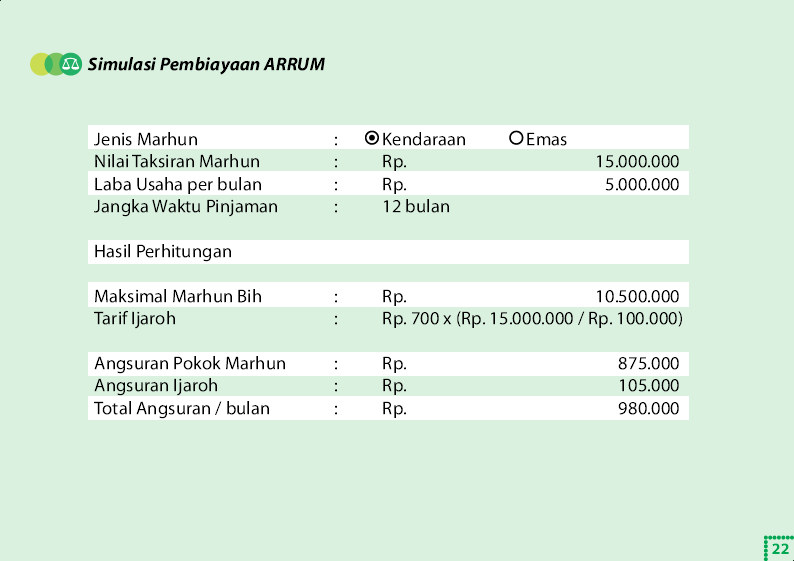 Simulasi Pembiayaan ARRUM
Jenis Marhun : Kendaraan Emas
Nilai Taksiran Marhun : Rp. 15.000.000
Laba Usaha per bulan : Rp. 5.000.000
Jangka Waktu Pinjaman : 12 bulan
Hasil Perhitungan
Maksimal Marhun Bih : Rp. 10.500.000
Tarif Ijaroh : Rp. 700 x (Rp. 15.000.000 / Rp. 100.000)
Angsuran Pokok Marhun : Rp. 875.000
Angsuran Ijaroh : Rp. 105.000
Total Angsuran / bulan : Rp. 980.000
22